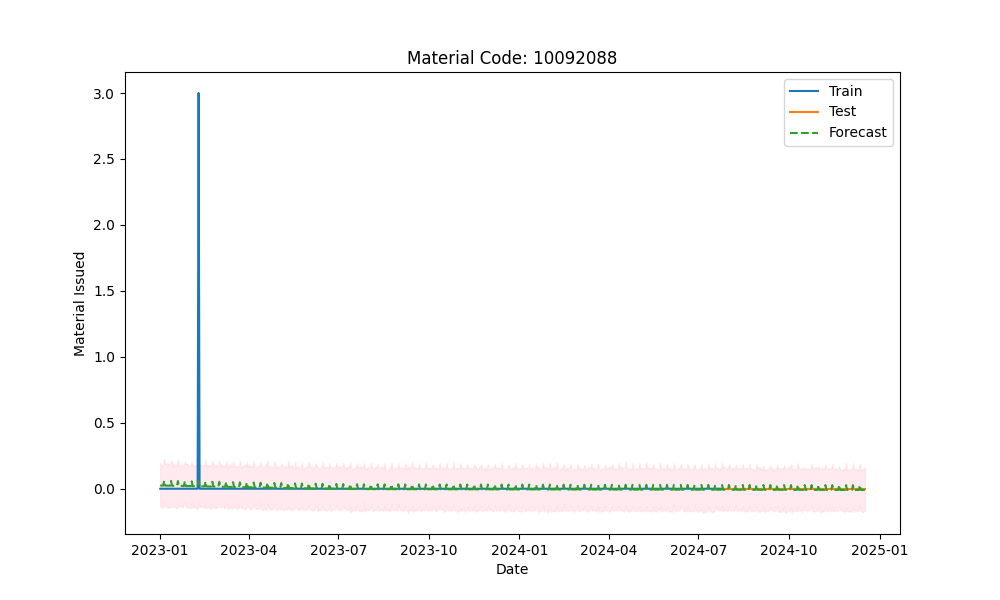 Material Code: 10092088
Train
Test
Forecast
Material Issued
3.0
2.5
2.0
1.5
1.0
0.5
0.0
2023-01 2023-04 2023-07 2023-10 2024-01 2024-04 2024-07 2024-10 2025-01
Date